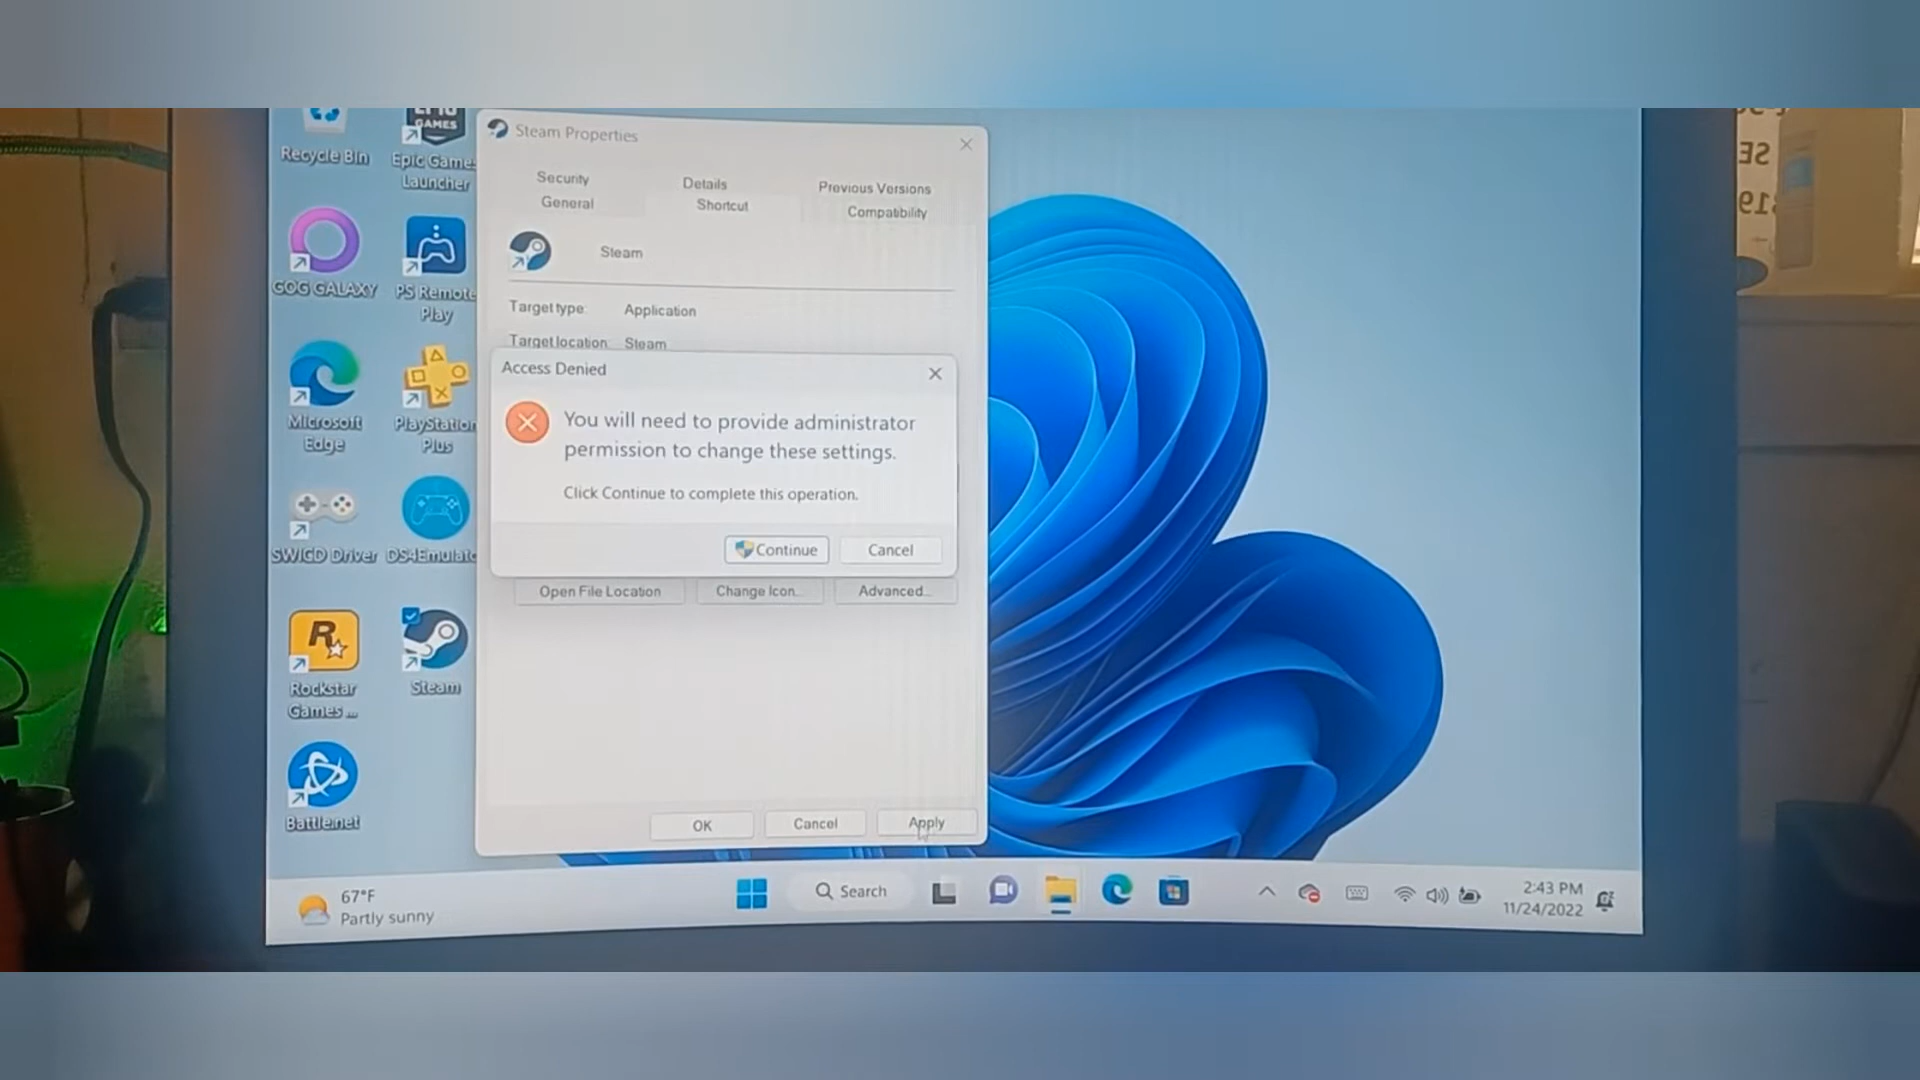 Recycle Bin
GAMES
Epic Game
Launcher
GOG GALAXY
PS Remote
Play
Microsoft
Edge
PlayStation
Plus
SWICD Driver
DS4Emulat
Rockstar
Games ...
Steam
Battle.net
Steam Properties
Security
Details
Previous Versions
General
Shortcut
Compatibility
Steam
Target type:
Application
Target location:
Steam
Access Denied
You will need to provide administrator
permission to change these settings.
Click Continue to complete this operation.
Continue
Cancel
Open File Location
Change Icon...
Advanced...
OK
Cancel
Apply
67°F
Partly sunny
Search
2:43 PM
11/24/2022